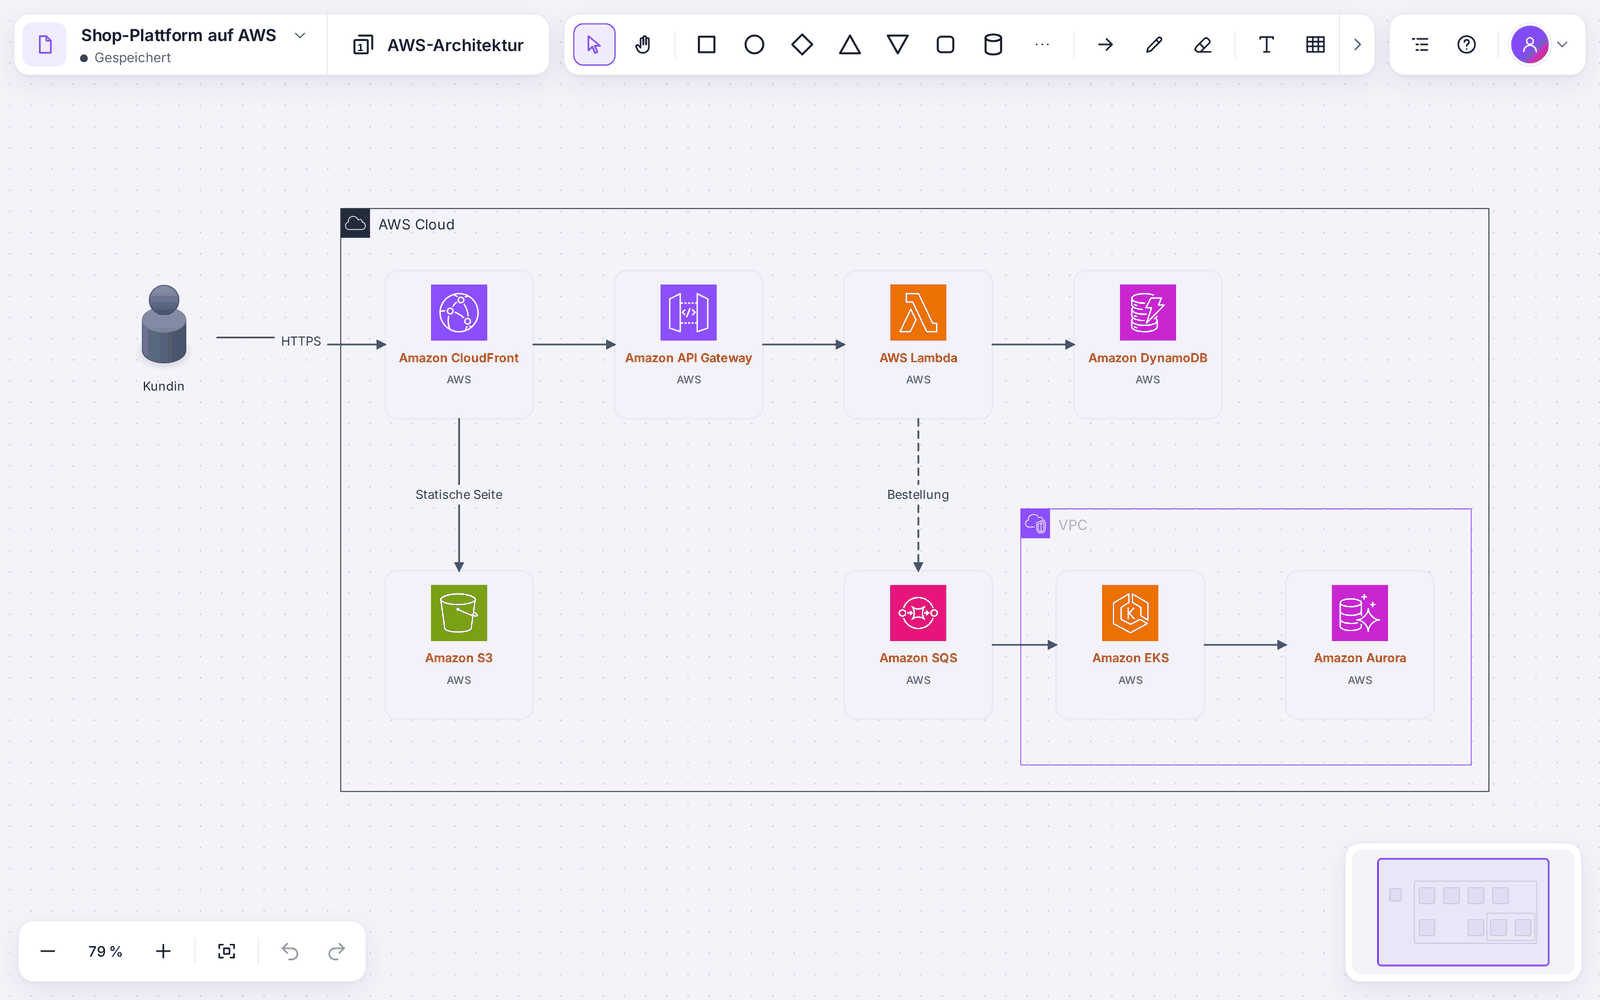 Shop-Plattform auf AWS
Gespeichert
AWS-Architektur
AWS Cloud
Amazon CloudFront
AWS
Amazon API Gateway
AWS
AWS Lambda
AWS
Amazon DynamoDB
AWS
HTTPS
Kundin
Statische Seite
Bestellung
VPC
Amazon S3
AWS
Amazon SQS
AWS
Amazon EKS
AWS
Amazon Aurora
AWS
79 %